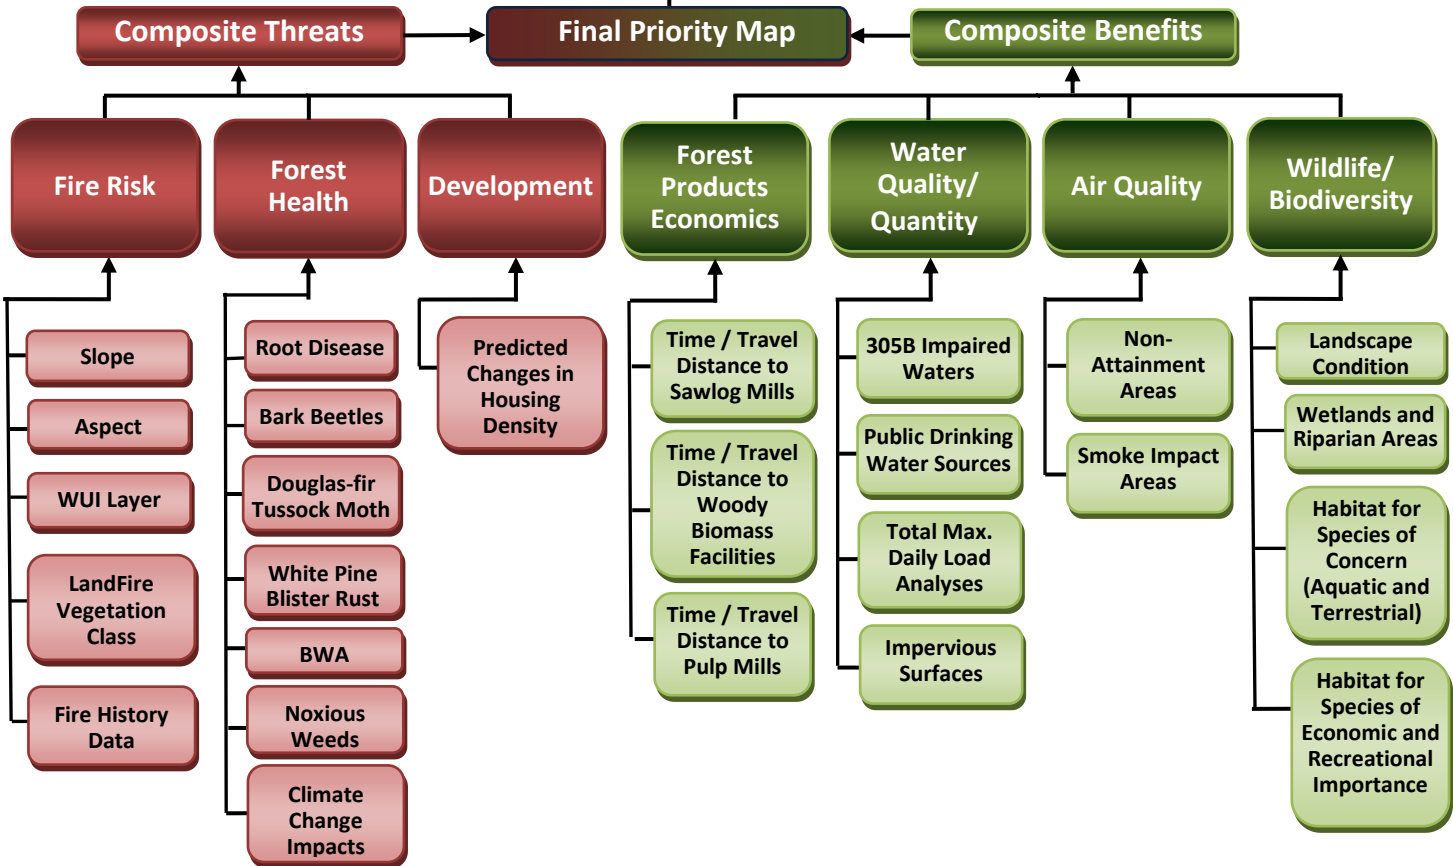 Composite Threats
Final Priority Map
Composite Benefits
Fire Risk
Forest
Health
Development
Forest
Products
Economics
Water
Quality/
Quantity
Air Quality
Wildlife/
Biodiversity
Slope
Aspect
WUI Layer
LandFire
Vegetation
Class
Fire History
Data
Root Disease
Bark Beetles
Douglas-fir
Tussock Moth
White Pine
Blister Rust
BWA
Noxious
Weeds
Climate
Change
Impacts
Predicted
Changes in
Housing
Density
Time / Travel
Distance to
Sawlog Mills
Time / Travel
Distance to
Woody
Biomass
Facilities
Time / Travel
Distance to
Pulp Mills
305B Impaired
Waters
Public Drinking
Water Sources
Total Max.
Daily Load
Analyses
Impervious
Surfaces
Non-
Attainment
Areas
Smoke Impact
Areas
Landscape
Condition
Wetlands and
Riparian Areas
Habitat for
Species of
Concern
(Aquatic and
Terrestrial)
Habitat for
Species of
Economic and
Recreational
Importance